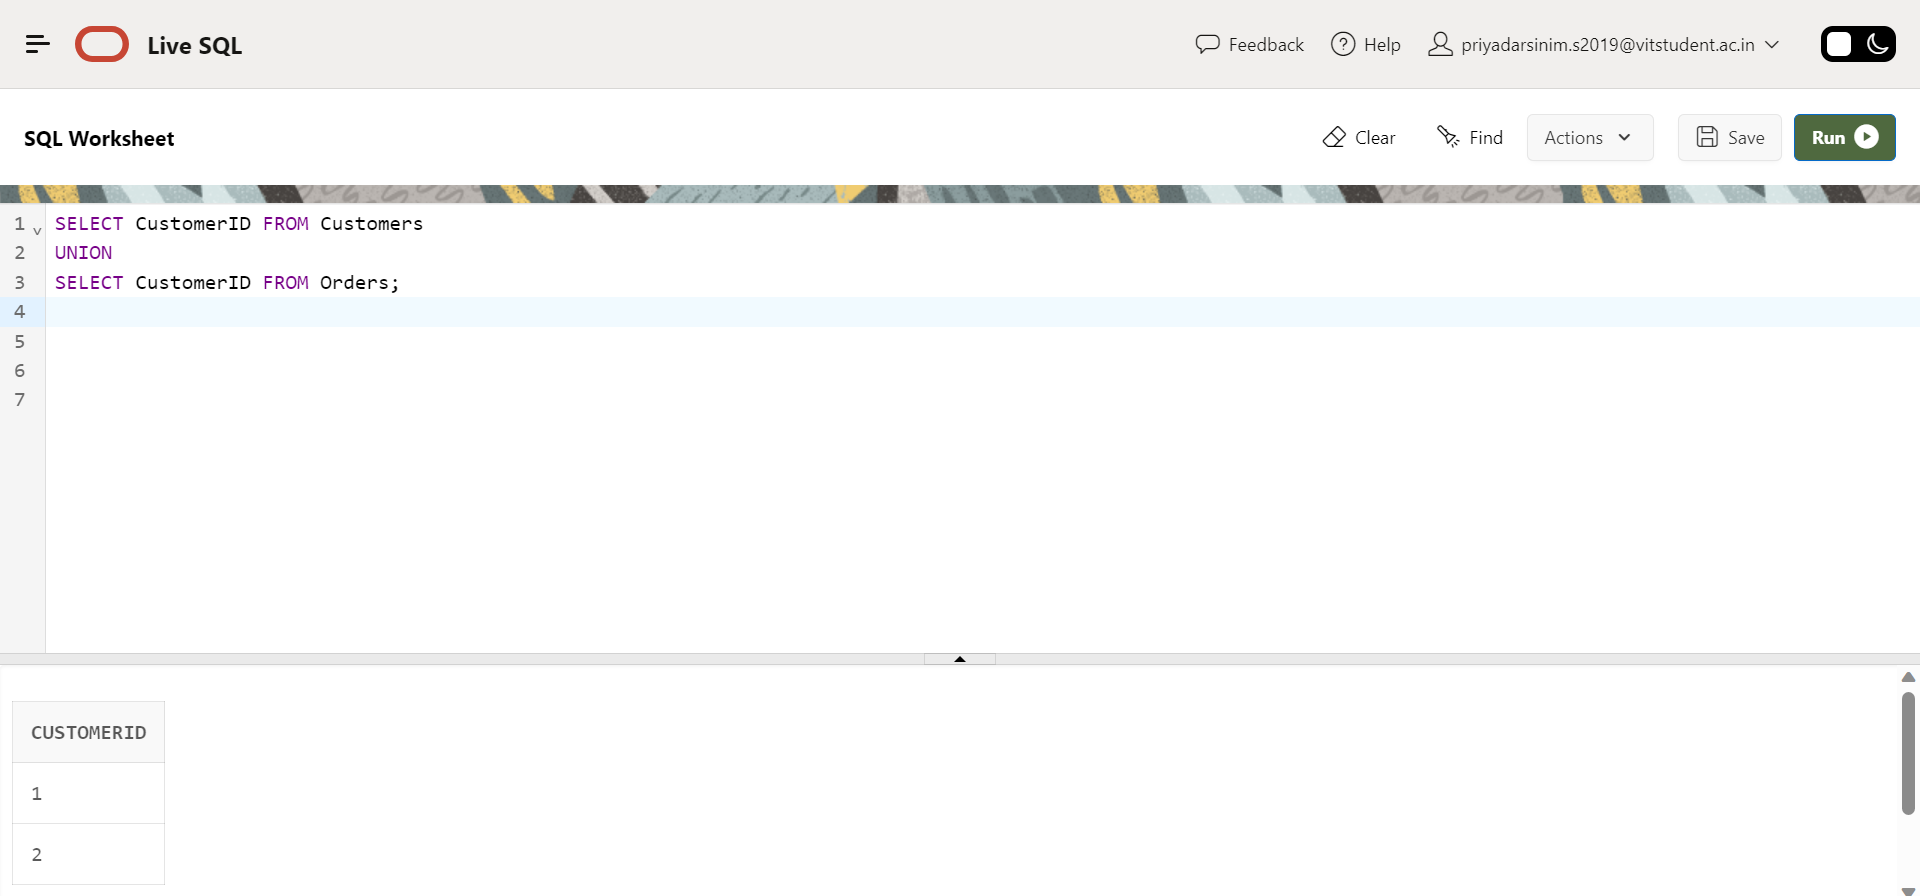 Live SQL
Feedback
Help
priyadarsinim.s2019@vitstudent.ac.in
SQL Worksheet
Clear
Find
Actions
Save
Run
1 SELECT CustomerID FROM Customers
2 UNION
3 SELECT CustomerID FROM Orders;
4
5
6
7
CUSTOMERID
1
2